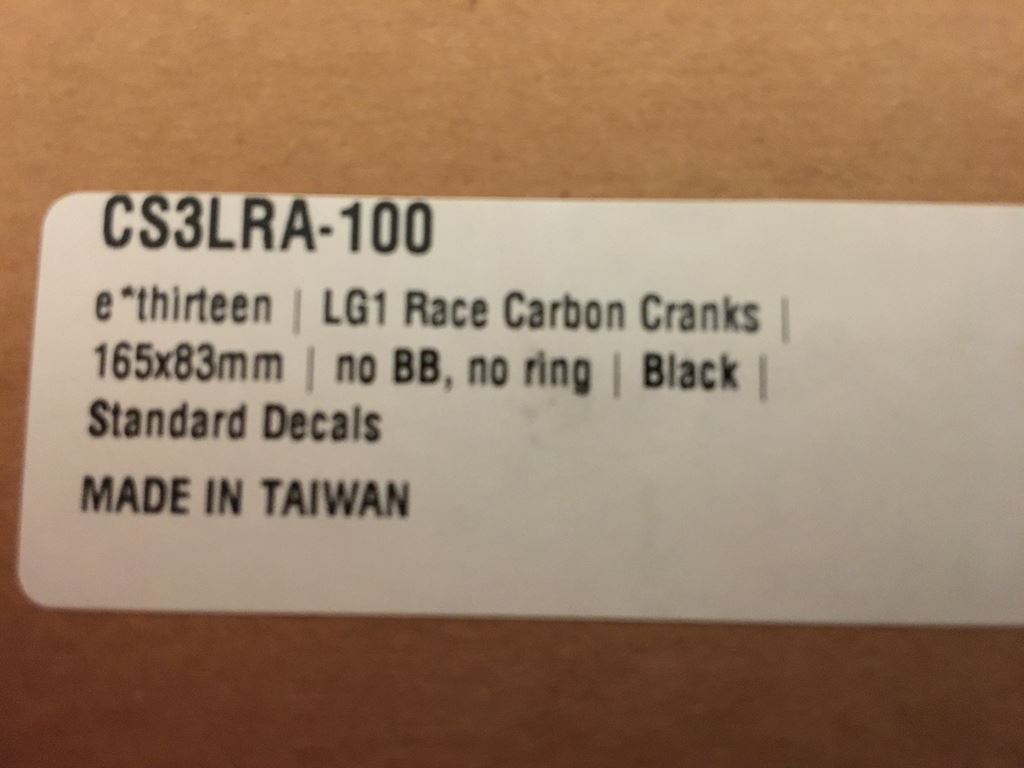 CS3LRA-100
e*thirteen | LG1 Race Carbon Cranks |
165x83mm | no BB, no ring | Black |
Standard Decals
MADE IN TAIWAN